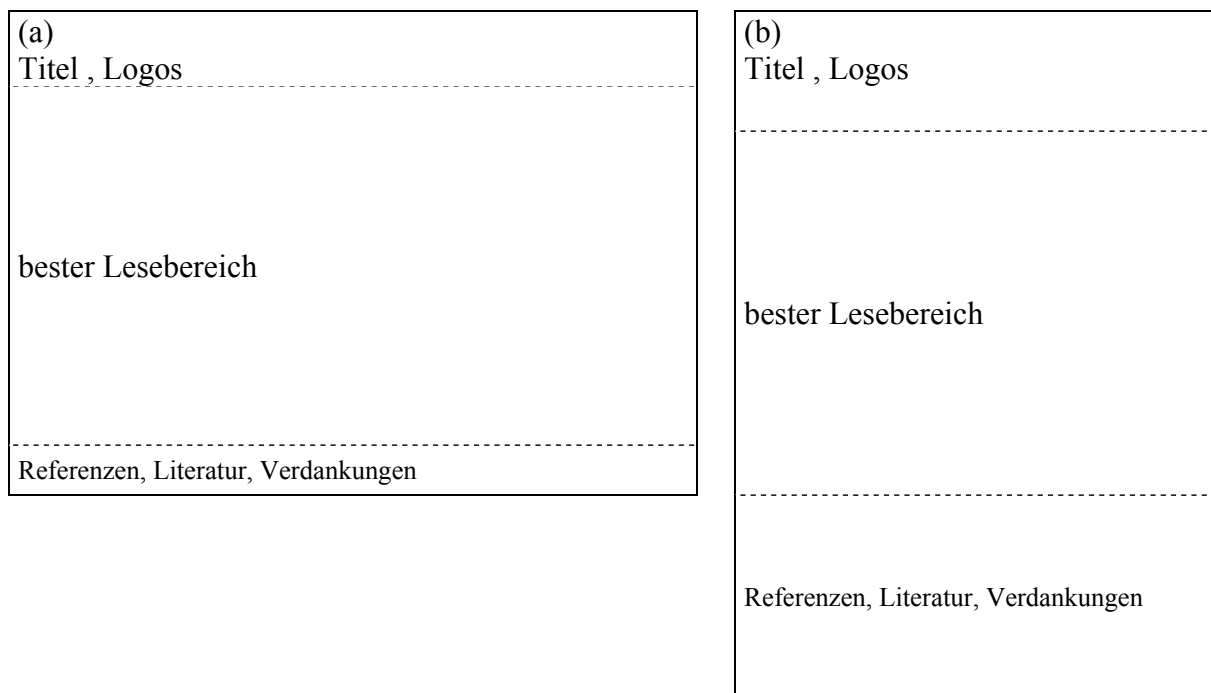 (a)
Titel , Logos
bester Lesebereich
Referenzen, Literatur, Verdankungen
(b)
Titel , Logos
bester Lesebereich
Referenzen, Literatur, Verdankungen